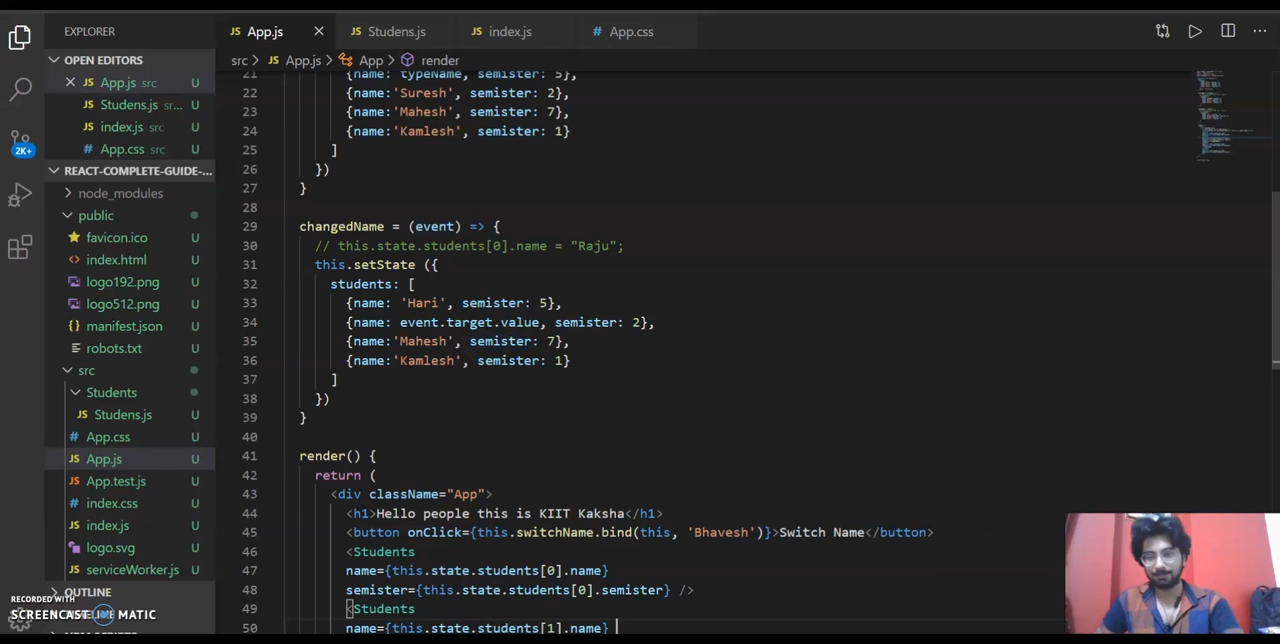 EXPLORER
JS App.js
JS Studens.js
JS index.js
# App.css
...
src > JS App.js > App > render
OPEN EDITORS
JS App.js src U
JS Studens.js sr... U
JS index.js src U
# App.css src U
REACT-COMPLETE-GUIDE-...
node_modules
public
favicon.ico U
<> index.html U
logo192.png U
logo512.png U
{} manifest.json U
robots.txt U
src
Students
JS Studens.js U
# App.css U
JS App.js U
JS App.test.js U
# index.css U
JS index.js U
logo.svg U
JS serviceWorker.js U
OUTLINE
2K+
21 {name: typeName, semister: 5},
22 {name:'Suresh', semister: 2},
23 {name:'Mahesh', semister: 7},
24 {name:'Kamlesh', semister: 1}
25 ]
26 })
27 }
28
29 changedName = (event) => {
30 // this.state.students[0].name = "Raju";
31 this.setState ({
32 students: [
33 {name: 'Hari', semister: 5},
34 {name: event.target.value, semister: 2},
35 {name:'Mahesh', semister: 7},
36 {name:'Kamlesh', semister: 1}
37 ]
38 })
39 }
40
41 render() {
42 return (
43 <div className="App">
44 <h1>Hello people this is KIIT Kaksha</h1>
45 <button onClick={this.switchName.bind(this, 'Bhavesh')}>Switch Name</button>
46 <Students
47 name={this.state.students[0].name}
48 semister={this.state.students[0].semister} />
49 <Students
50 name={this.state.students[1].name}
RECORDED WITH
SCREENCAST MATIC